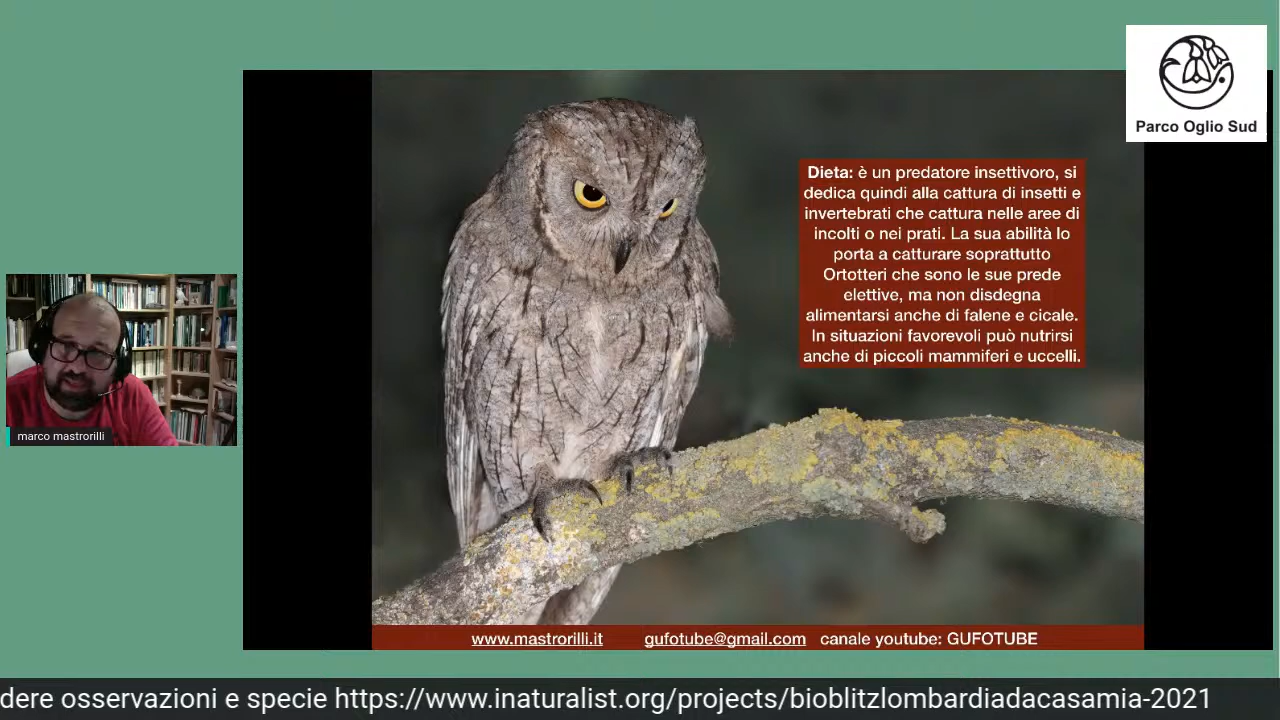 Parco Oglio Sud
Dieta: è un predatore insettivoro, si
dedica quindi alla cattura di insetti e
invertebrati che cattura nelle aree di
incolti o nei prati. La sua abilità lo
porta a catturare soprattutto
Ortotteri che sono le sue prede
elettive, ma non disdegna
alimentarsi anche di falene e cicale.
In situazioni favorevoli può nutrirsi
anche di piccoli mammiferi e uccelli.
marco mastrorilli
www.mastrorilli.it gufotube@gmail.com canale youtube: GUFOTUBE
dere osservazioni e specie https://www.inaturalist.org/projects/bioblitzlombardiadacasamia-2021